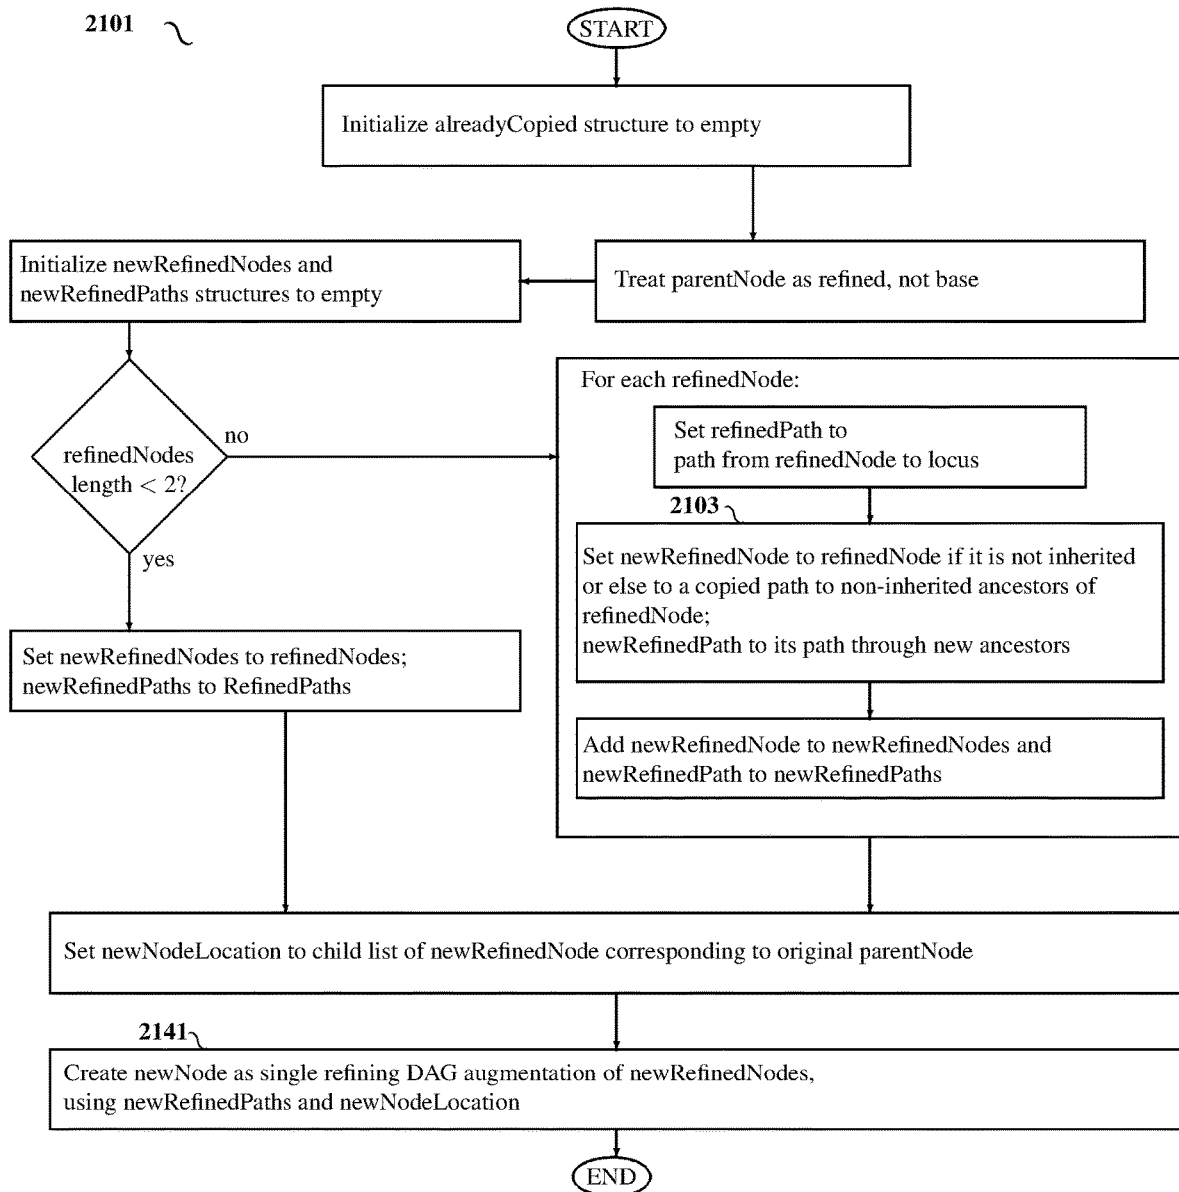 2101
START
Initialize alreadyCopied structure to empty
Treat parentNode as refined, not base
Initialize newRefinedNodes and
newRefinedPaths structures to empty
refinedNodes
length < 2?
no
yes
Set newRefinedNodes to refinedNodes;
newRefinedPaths to RefinedPaths
For each refinedNode:
Set refinedPath to
path from refinedNode to locus
2103
Set newRefinedNode to refinedNode if it is not inherited
or else to a copied path to non-inherited ancestors of
refinedNode;
newRefinedPath to its path through new ancestors
Add newRefinedNode to newRefinedNodes and
newRefinedPath to newRefinedPaths
Set newNodeLocation to child list of newRefinedNode corresponding to original parentNode
2141
Create newNode as single refining DAG augmentation of newRefinedNodes,
using newRefinedPaths and newNodeLocation
END